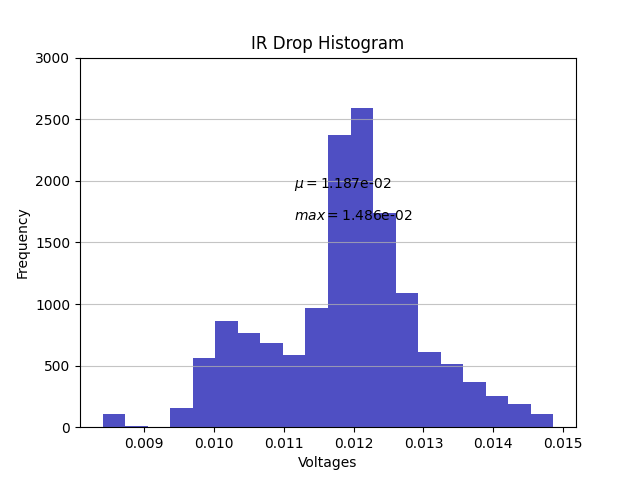 IR Drop Histogram
3000
2500
2000
1500
1000
500
0
Frequency
μ = 1.187e-02
max = 1.486e-02
0.009 0.010 0.011 0.012 0.013 0.014 0.015
Voltages